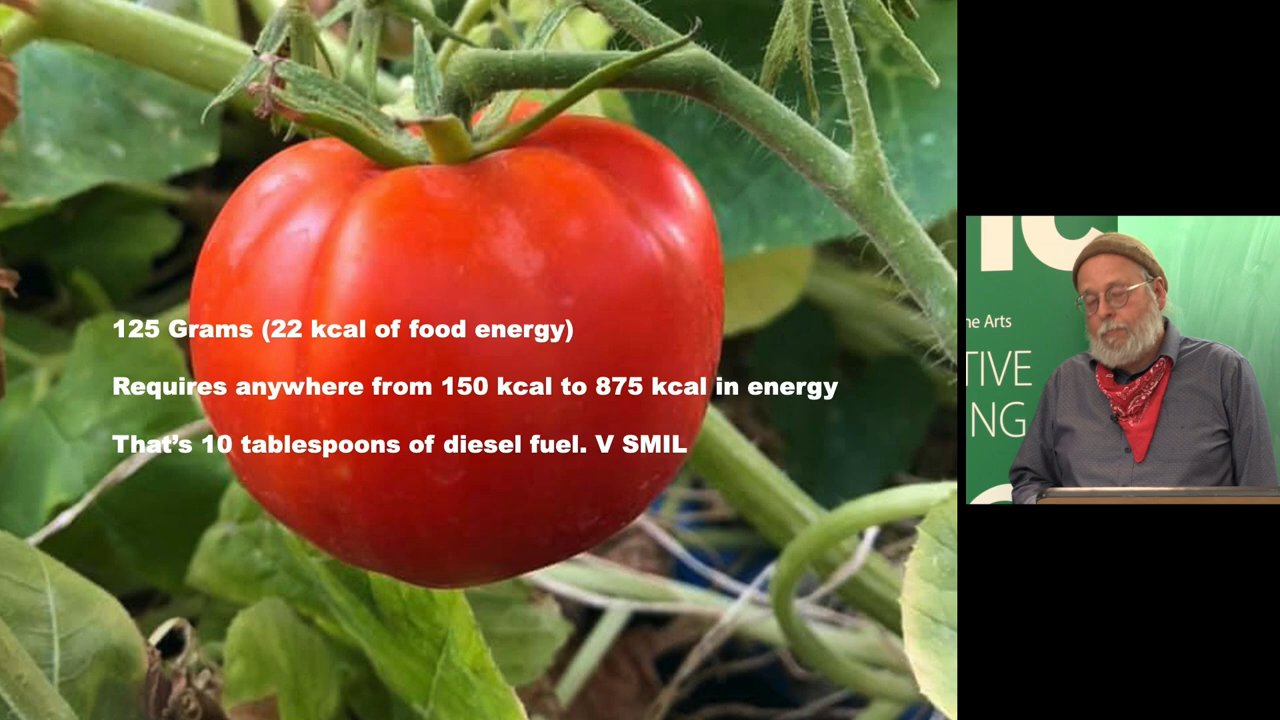 125 Grams (22 kcal of food energy)
Requires anywhere from 150 kcal to 875 kcal in energy
That’s 10 tablespoons of diesel fuel. V SMIL
ne Arts
TIVE
NG